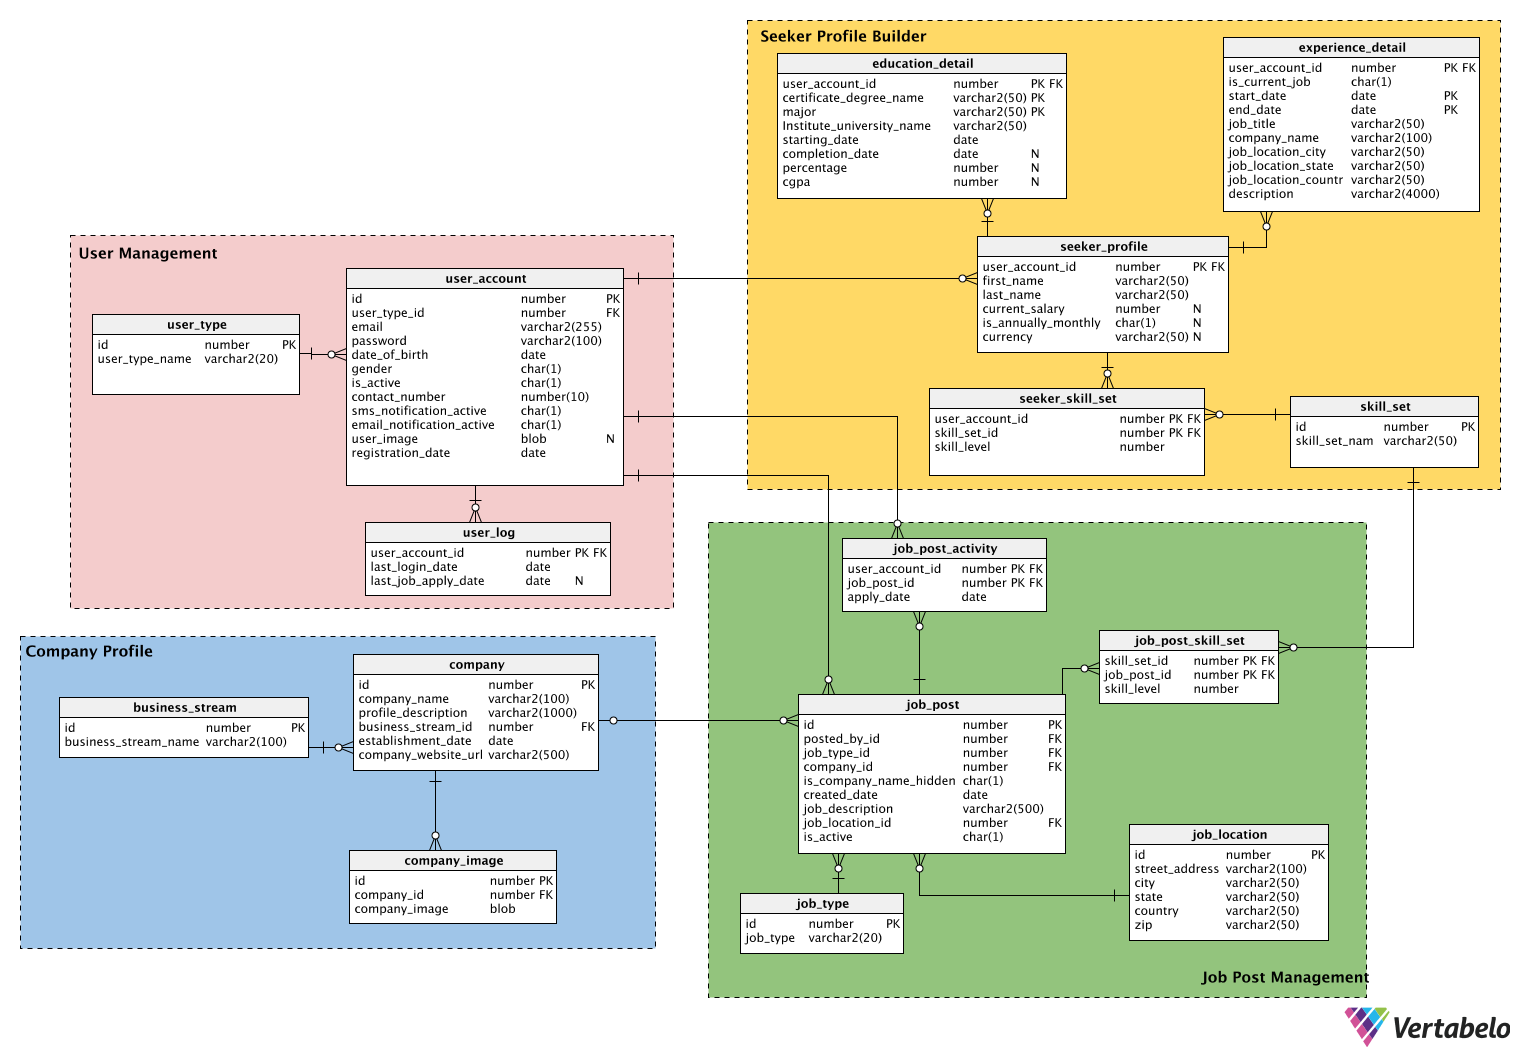 Seeker Profile Builder
education_detail
user_account_id number PK FK
certificate_degree_name varchar2(50) PK
major varchar2(50) PK
Institute_university_name varchar2(50)
starting_date date
completion_date date N
percentage number N
cgpa number N
experience_detail
user_account_id number PK FK
is_current_job char(1)
start_date date PK
end_date date PK
job_title varchar2(50)
company_name varchar2(100)
job_location_city varchar2(50)
job_location_state varchar2(50)
job_location_countr varchar2(50)
description varchar2(4000)
seeker_profile
user_account_id number PK FK
first_name varchar2(50)
last_name varchar2(50)
current_salary number N
is_annually_monthly char(1) N
currency varchar2(50) N
seeker_skill_set
user_account_id number PK FK
skill_set_id number PK FK
skill_level number
skill_set
id number PK
skill_set_nam varchar2(50)
User Management
user_type
id number PK
user_type_name varchar2(20)
user_account
id number PK
user_type_id number FK
email varchar2(255)
password varchar2(100)
date_of_birth date
gender char(1)
is_active char(1)
contact_number number(10)
sms_notification_active char(1)
email_notification_active char(1)
user_image blob N
registration_date date
user_log
user_account_id number PK FK
last_login_date date
last_job_apply_date date N
Company Profile
business_stream
id number PK
business_stream_name varchar2(100)
company
id number PK
company_name varchar2(100)
profile_description varchar2(1000)
business_stream_id number FK
establishment_date date
company_website_url varchar2(500)
company_image
id number PK
company_id number FK
company_image blob
job_post_activity
user_account_id number PK FK
job_post_id number PK FK
apply_date date
job_post_skill_set
skill_set_id number PK FK
job_post_id number PK FK
skill_level number
job_post
id number PK
posted_by_id number FK
job_type_id number FK
company_id number FK
is_company_name_hidden char(1)
created_date date
job_description varchar2(500)
job_location_id number FK
is_active char(1)
job_type
id number PK
job_type varchar2(20)
job_location
id number PK
street_address varchar2(100)
city varchar2(50)
state varchar2(50)
country varchar2(50)
zip varchar2(50)
Job Post Management
Vertabelo